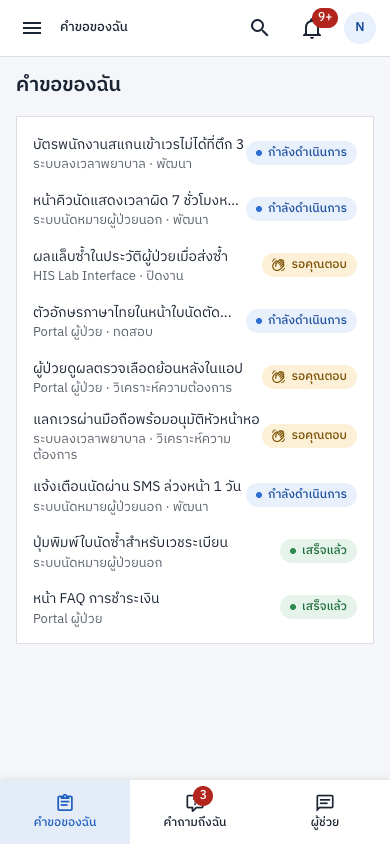 คำขอของฉัน
9+
N
คำขอของฉัน
บัตรพนักงานสแกนเข้าเวรไม่ได้ที่ตึก 3
ระบบลงเวลาพยาบาล · พัฒนา
กำลังดำเนินการ
หน้าคิวนัดแสดงเวลาผิด 7 ชั่วโมงห...
ระบบนัดหมายผู้ป่วยนอก · พัฒนา
กำลังดำเนินการ
ผลแล็บซ้ำในประวัติผู้ป่วยเมื่อส่งซ้ำ
HIS Lab Interface · ปิดงาน
รอคุณตอบ
ตัวอักษรภาษาไทยในหน้าใบนัดตัด...
Portal ผู้ป่วย · ทดสอบ
กำลังดำเนินการ
ผู้ป่วยดูผลตรวจเลือดย้อนหลังในแอป
Portal ผู้ป่วย · วิเคราะห์ความต้องการ
รอคุณตอบ
แลกเวรผ่านมือถือพร้อมอนุมัติหัวหน้าหอ
ระบบลงเวลาพยาบาล · วิเคราะห์ความ
ต้องการ
รอคุณตอบ
แจ้งเตือนนัดผ่าน SMS ล่วงหน้า 1 วัน
ระบบนัดหมายผู้ป่วยนอก · พัฒนา
กำลังดำเนินการ
ปุ่มพิมพ์ใบนัดซ้ำสำหรับเวชระเบียน
ระบบนัดหมายผู้ป่วยนอก
เสร็จแล้ว
หน้า FAQ การชำระเงิน
Portal ผู้ป่วย
เสร็จแล้ว
คำขอของฉัน
3
คำถามถึงฉัน
ผู้ช่วย